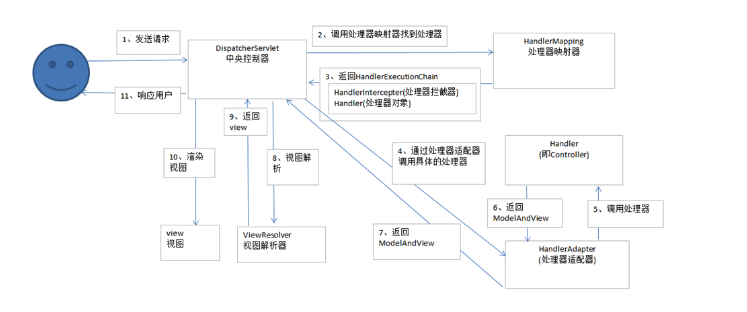 1、发送请求
DispatcherServlet
中央控制器
2、调用处理器映射器找到处理器
HandlerMapping
处理器映射器
3、返回HandlerExecutionChain
HandlerIntercepter(处理器拦截器)
Handler(处理器对象)
11、响应用户
9、返回
view
10、渲染
视图
8、视图解
析
4、通过处理器适配器
调用具体的处理器
Handler
(即Controller)
6、返回
ModelAndView
5、调用处理器
7、返回
ModelAndView
view
视图
ViewResolver
视图解析器
HandlerAdapter
(处理器适配器)